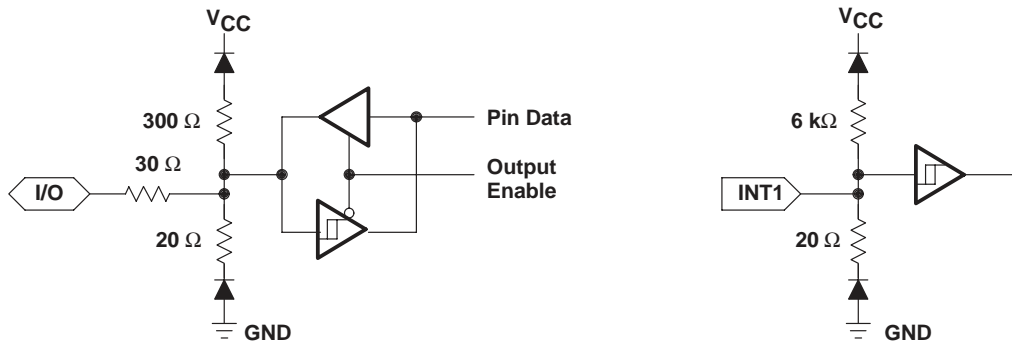 VCC
300 Ω
30 Ω
I/O
20 Ω
GND
Pin Data
Output
Enable
VCC
6 kΩ
INT1
20 Ω
GND